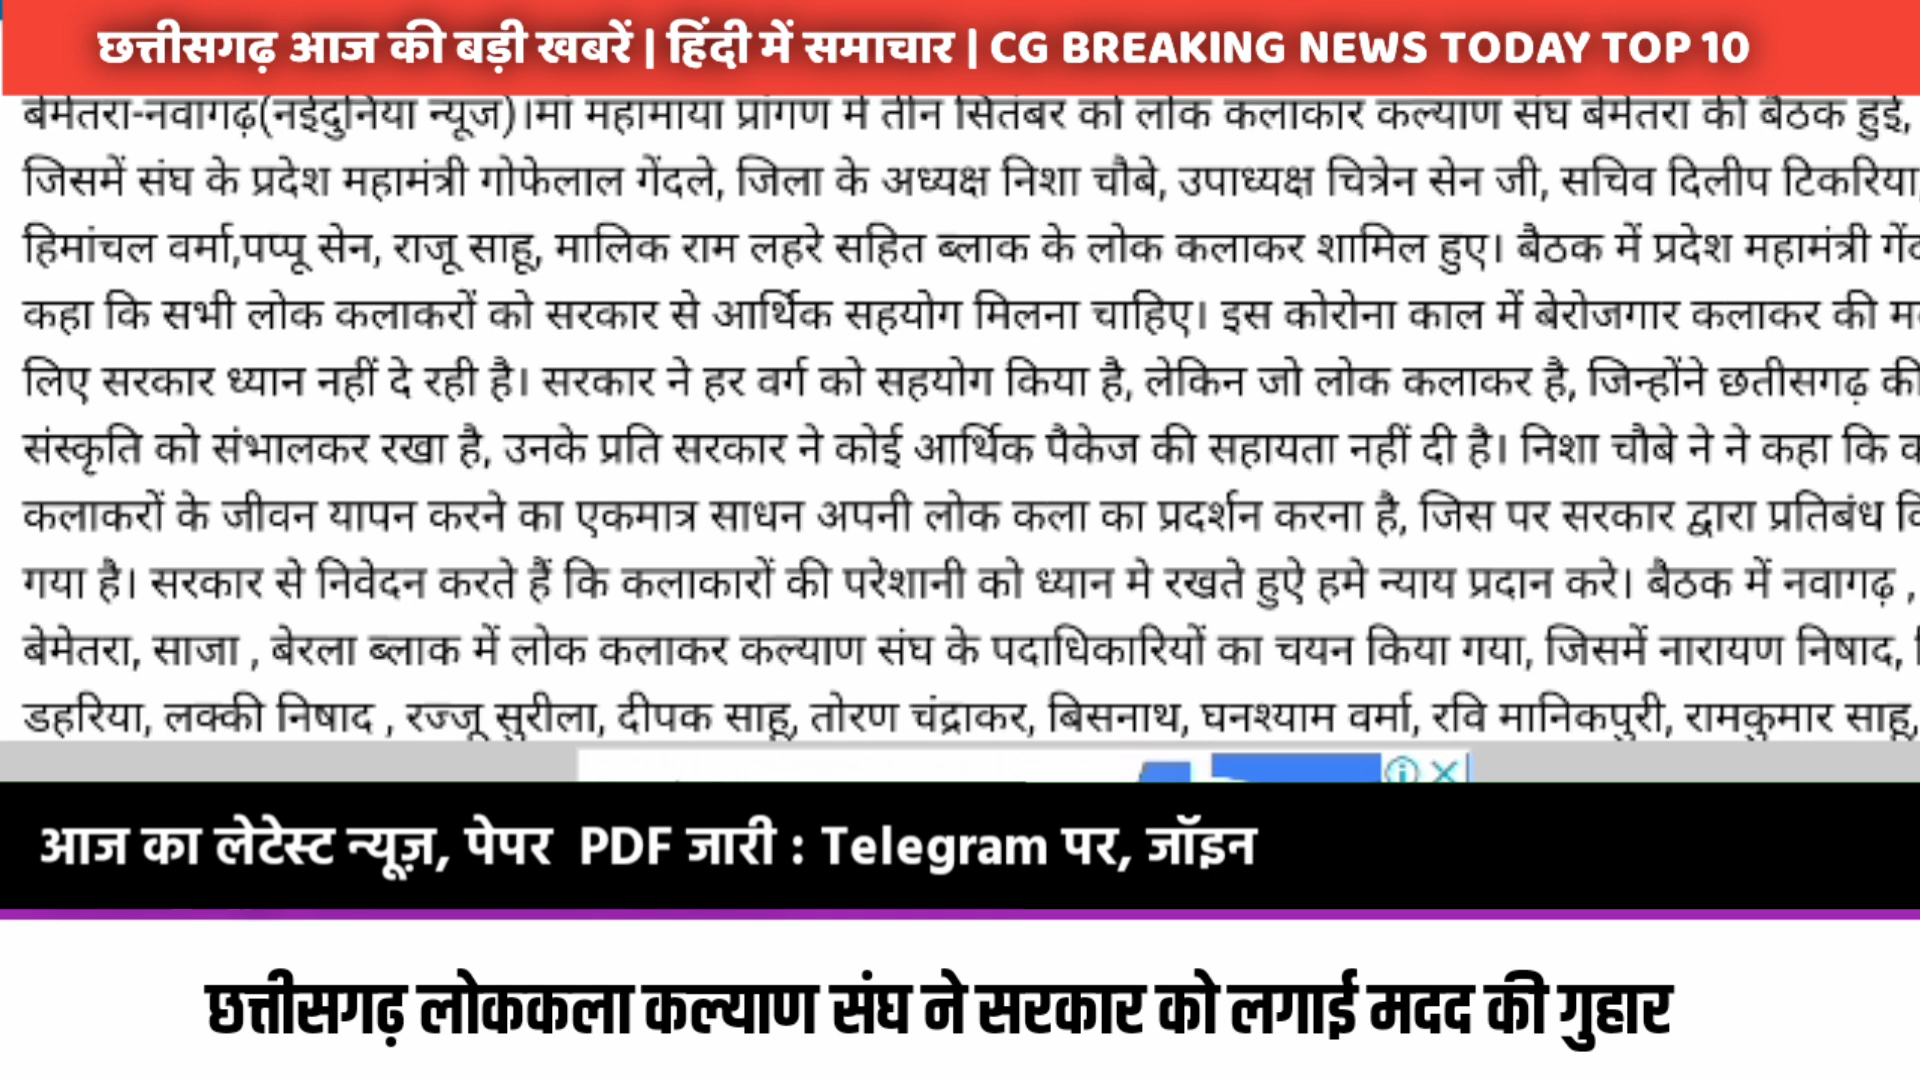 छत्तीसगढ़ आज की बड़ी खबरें | हिंदी में समाचार | CG BREAKING NEWS TODAY TOP 10
बेमेतरा-नवागढ़(नईदुनिया न्यूज)।मां महामाया प्रांगण में तीन सितंबर को लोक कलाकार कल्याण संघ बेमेतरा की बैठक हुई,
जिसमें संघ के प्रदेश महामंत्री गोफेलाल गेंदले, जिला के अध्यक्ष निशा चौबे, उपाध्यक्ष चित्रेन सेन जी, सचिव दिलीप टिकरिया,
हिमांचल वर्मा,पप्पू सेन, राजू साहू, मालिक राम लहरे सहित ब्लाक के लोक कलाकर शामिल हुए। बैठक में प्रदेश महामंत्री
कहा कि सभी लोक कलाकरों को सरकार से आर्थिक सहयोग मिलना चाहिए। इस कोरोना काल में बेरोजगार कलाकर की
लिए सरकार ध्यान नहीं दे रही है। सरकार ने हर वर्ग को सहयोग किया है, लेकिन जो लोक कलाकर है, जिन्होंने छतीसगढ़ की
संस्कृति को संभालकर रखा है, उनके प्रति सरकार ने कोई आर्थिक पैकेज की सहायता नहीं दी है। निशा चौबे ने ने कहा कि
कलाकरों के जीवन यापन करने का एकमात्र साधन अपनी लोक कला का प्रदर्शन करना है, जिस पर सरकार द्वारा प्रतिबंध
गया है। सरकार से निवेदन करते हैं कि कलाकारों की परेशानी को ध्यान मे रखते हुऐ हमे न्याय प्रदान करे। बैठक में नवागढ़ ,
बेमेतरा, साजा , बेरला ब्लाक में लोक कलाकर कल्याण संघ के पदाधिकारियों का चयन किया गया, जिसमें नारायण निषाद,
डहरिया, लक्की निषाद , रज्जू सुरीला, दीपक साहू, तोरण चंद्राकर, बिसनाथ, घनश्याम वर्मा, रवि मानिकपुरी, रामकुमार साहू,
आज का लेटेस्ट न्यूज़, पेपर PDF जारी : Telegram पर, जॉइन
छत्तीसगढ़ लोककला कल्याण संघ ने सरकार को लगाई मदद की गुहार